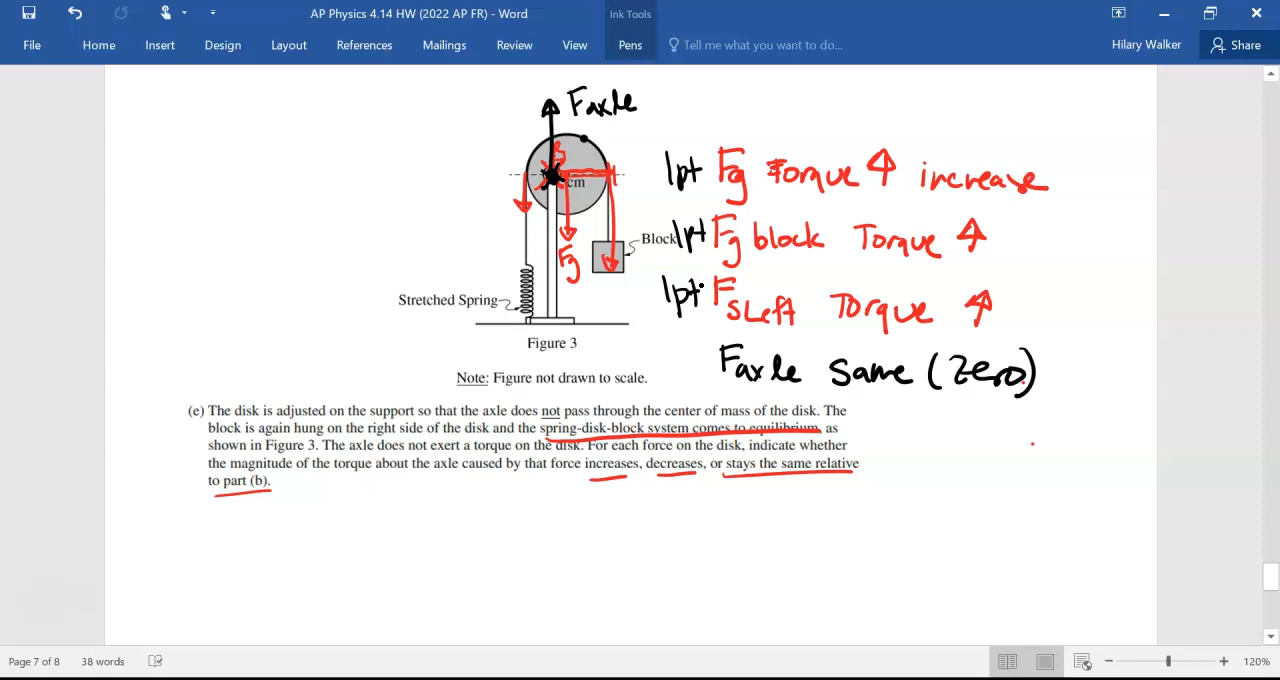 AP Physics 4.14 HW (2022 AP FR) - Word
Ink Tools
File Home Insert Design Layout References Mailings Review View Pens Tell me what you want to do... Hilary Walker Share
Faxle
1pt Fg Torque ↑ increase
cm
1pt Fg block Torque ↑
Block
Fg
1pt FsLeft Torque ↑
Stretched Spring
Figure 3
Faxle same (zero)
Note: Figure not drawn to scale.
(e) The disk is adjusted on the support so that the axle does not pass through the center of mass of the disk. The
block is again hung on the right side of the disk and the spring-disk-block system comes to equilibrium, as
shown in Figure 3. The axle does not exert a torque on the disk. For each force on the disk, indicate whether
the magnitude of the torque about the axle caused by that force increases, decreases, or stays the same relative
to part (b).
Page 7 of 8 38 words 120%